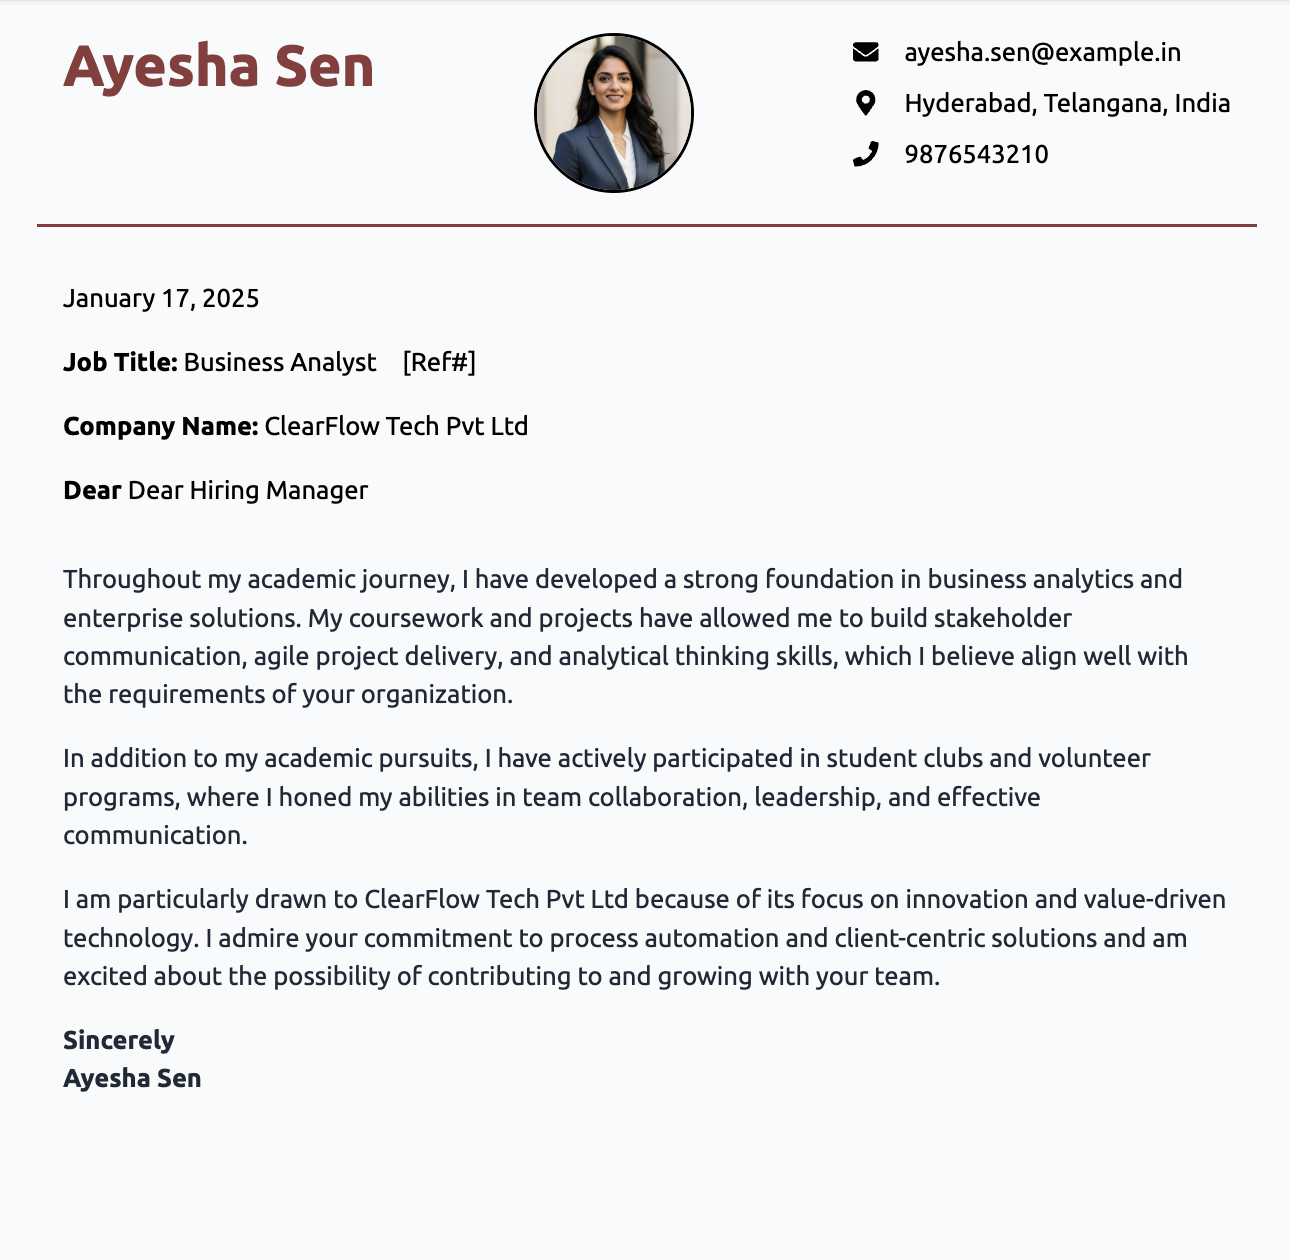 Ayesha Sen
ayesha.sen@example.in
Hyderabad, Telangana, India
9876543210
January 17, 2025
Job Title: Business Analyst [Ref#]
Company Name: ClearFlow Tech Pvt Ltd
Dear Dear Hiring Manager
Throughout my academic journey, I have developed a strong foundation in business analytics and
enterprise solutions. My coursework and projects have allowed me to build stakeholder
communication, agile project delivery, and analytical thinking skills, which I believe align well with
the requirements of your organization.
In addition to my academic pursuits, I have actively participated in student clubs and volunteer
programs, where I honed my abilities in team collaboration, leadership, and effective
communication.
I am particularly drawn to ClearFlow Tech Pvt Ltd because of its focus on innovation and value-driven
technology. I admire your commitment to process automation and client-centric solutions and am
excited about the possibility of contributing to and growing with your team.
Sincerely
Ayesha Sen